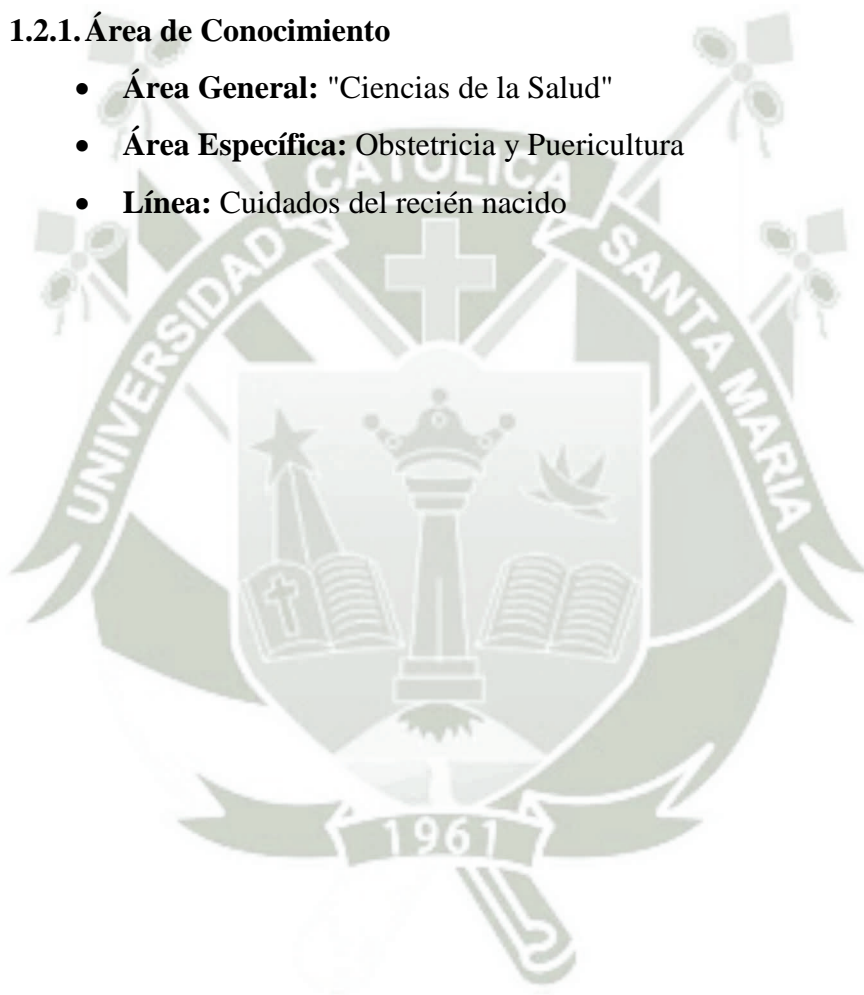 1.2.1. Área de Conocimiento
• Área General: "Ciencias de la Salud"
• Área Específica: Obstetricia y Puericultura
• Línea: Cuidados del recién nacido
UNIVERSIDAD
CATOLICA
SANTA MARIA
1961